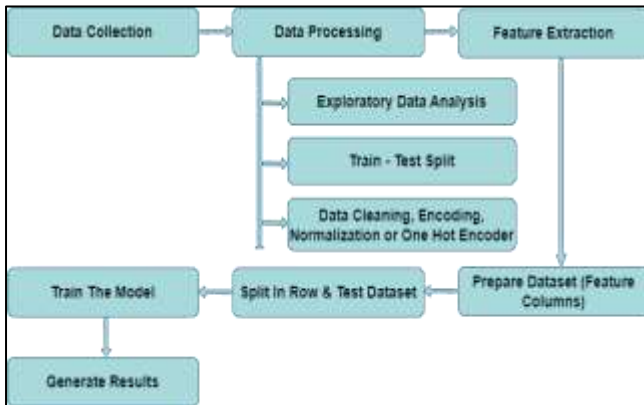 Data Collection
Data Processing
Feature Extraction
Exploratory Data Analysis
Train - Test Split
Data Cleaning, Encoding,
Normalization or One Hot Encoder
Train The Model
Split In Row & Test Dataset
Prepare Dataset (Feature
Columns)
Generate Results